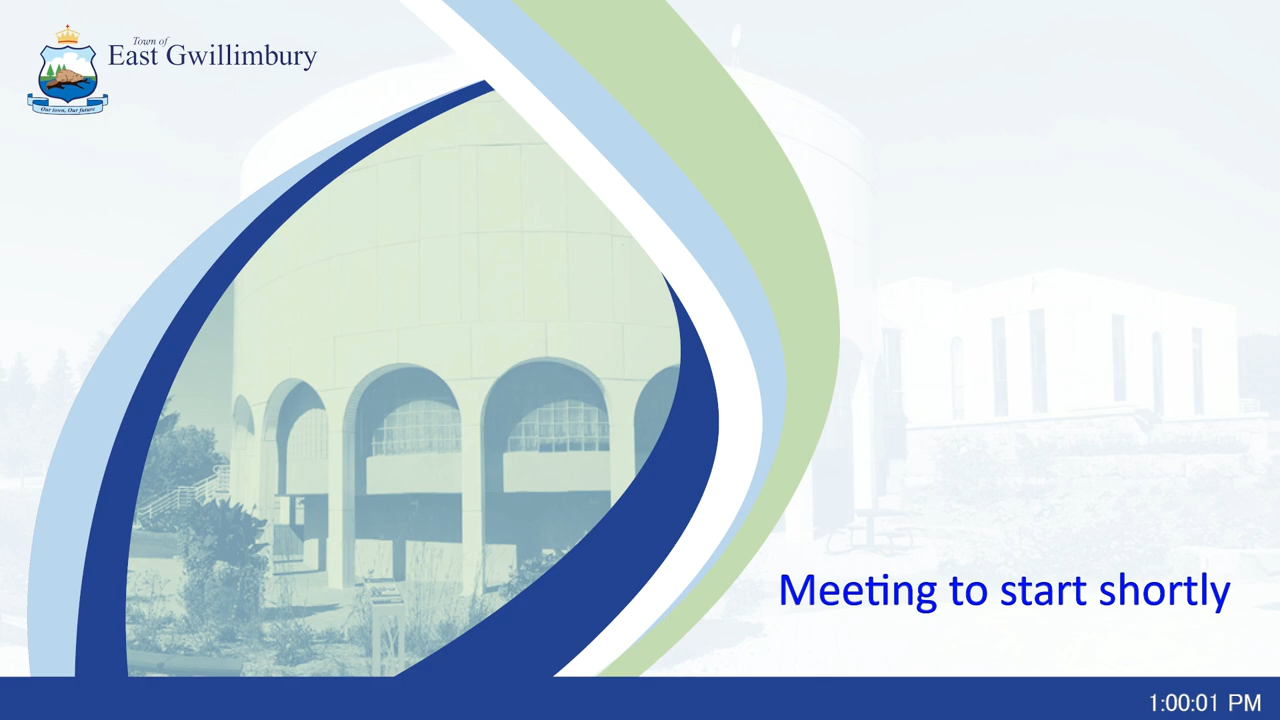 Town of
East Gwillimbury
Our town, Our future
Meeting to start shortly
1:00:01 PM